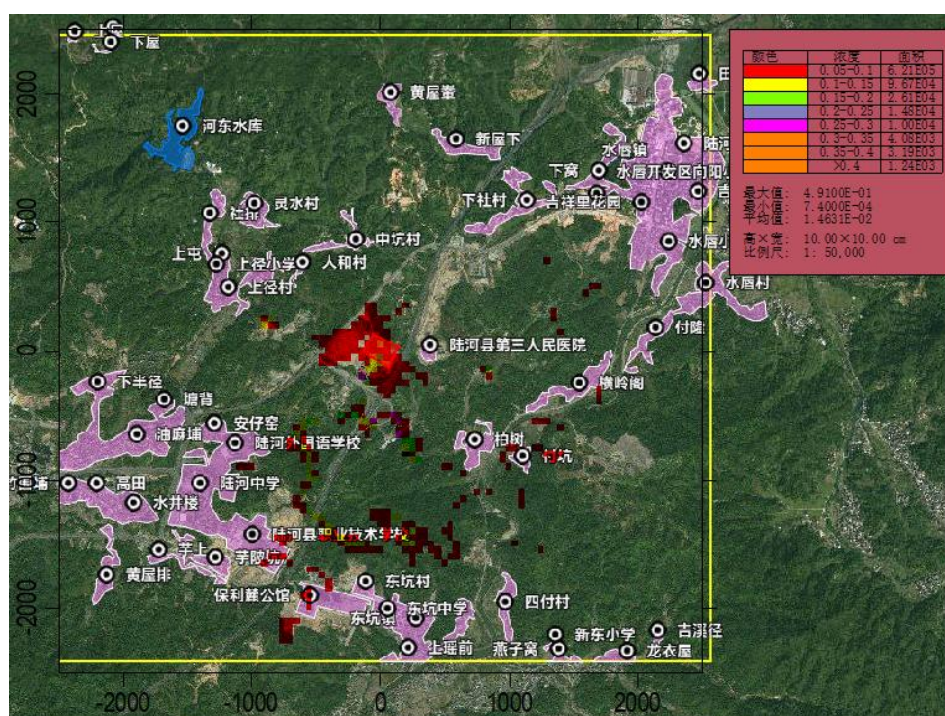 下屋
黄屋輋
河东水库
新屋下
水唇镇
下窝
水唇开发区向阳小
灵水村
下社村
吉祥里花园
中坑村
水唇小
上屯
上径小学
人和村
上径村
水唇村
付隆
陆河县第三人民医院
下半径
横岭阁
塘背
油麻埔
安仔窑
陆河外国语学校
柏树
高田
陆河中学
水井楼
陆河县职业技术学校
芋上
芋陂坑
黄屋排
东坑村
保利麓公馆
东坑镇
东坑中学
四付村
上瑶前
燕子窝
新东小学
古溪径
龙衣屋
颜色 浓度 面积
0.05-0.1 6.21E05
0.1-0.15 9.67E04
0.15-0.2 2.61E04
0.2-0.25 1.48E04
0.25-0.3 1.00E04
0.3-0.35 4.08E03
0.35-0.4 3.19E03
>0.4 1.24E03
最大值: 4.9100E-01
最小值: 7.4000E-04
平均值: 1.4631E-02
高×宽: 10.00×10.00 cm
比例尺: 1: 50,000
2000
1000
0
-1000
-2000
-2000 -1000 0 1000 2000